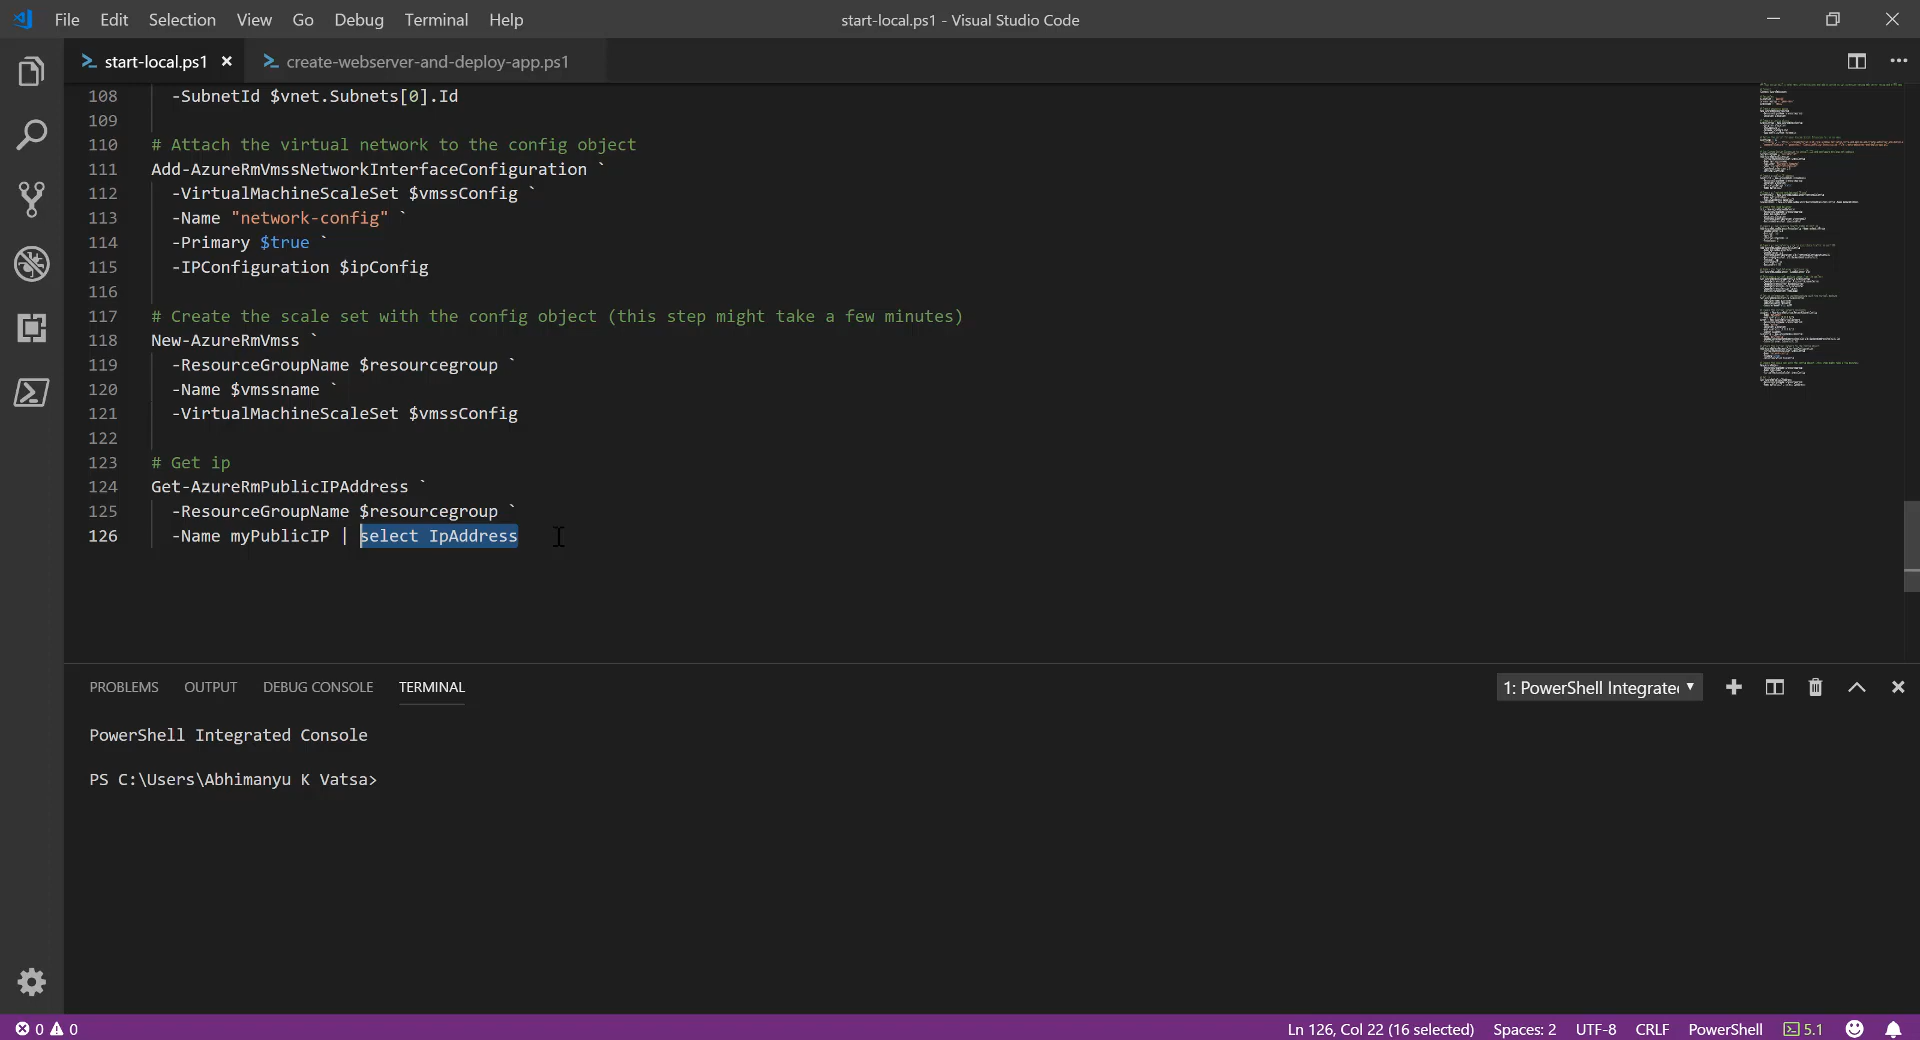 File Edit Selection View Go Debug Terminal Help
start-local.ps1 - Visual Studio Code
start-local.ps1 × create-webserver-and-deploy-app.ps1
108 -SubnetId $vnet.Subnets[0].Id
109
110 # Attach the virtual network to the config object
111 Add-AzureRmVmssNetworkInterfaceConfiguration `
112 -VirtualMachineScaleSet $vmssConfig `
113 -Name "network-config" `
114 -Primary $true `
115 -IPConfiguration $ipConfig
116
117 # Create the scale set with the config object (this step might take a few minutes)
118 New-AzureRmVmss `
119 -ResourceGroupName $resourcegroup `
120 -Name $vmssname `
121 -VirtualMachineScaleSet $vmssConfig
122
123 # Get ip
124 Get-AzureRmPublicIPAddress `
125 -ResourceGroupName $resourcegroup `
126 -Name myPublicIP | select IpAddress
PROBLEMS OUTPUT DEBUG CONSOLE TERMINAL
1: PowerShell Integrate
PowerShell Integrated Console
PS C:\Users\Abhimanyu K Vatsa>
0 0
Ln 126, Col 22 (16 selected) Spaces: 2 UTF-8 CRLF PowerShell 5.1